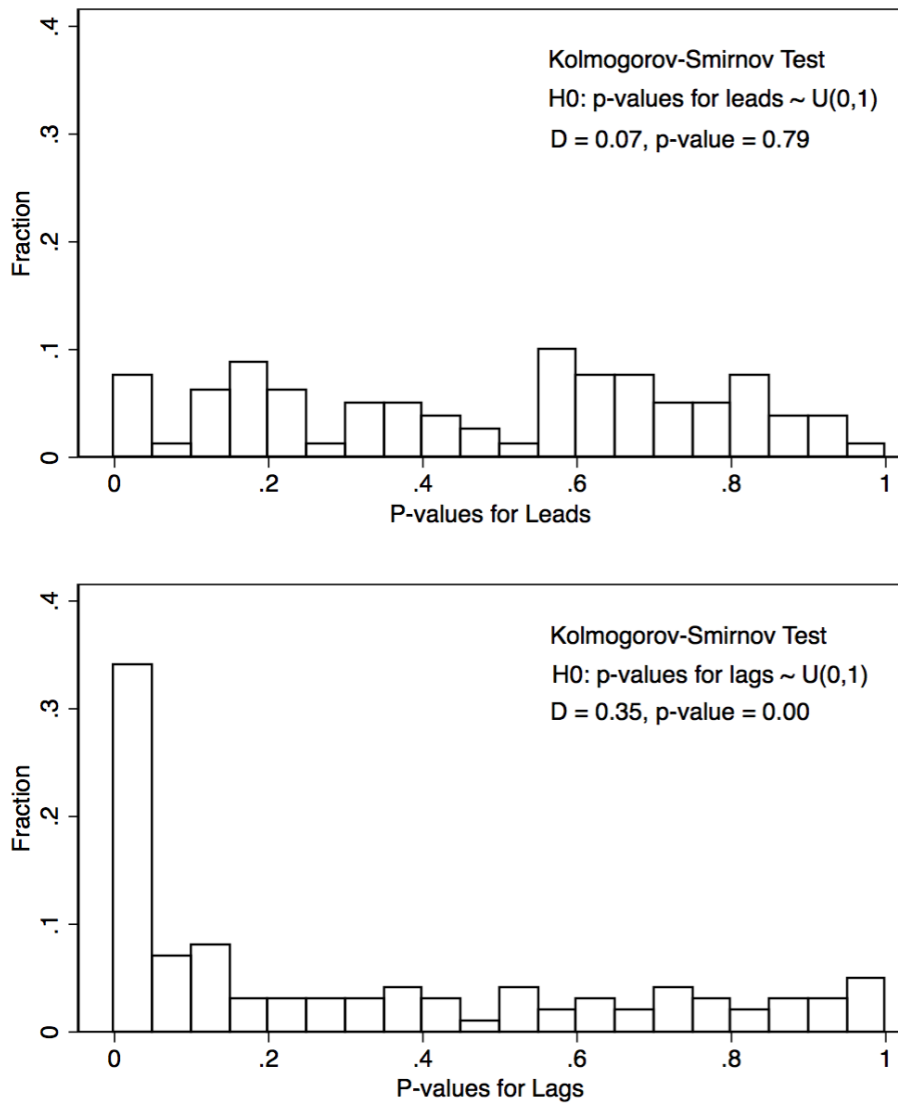 Kolmogorov-Smirnov Test
H0: p-values for leads ~ U(0,1)
D = 0.07, p-value = 0.79
Fraction
.4
.3
.2
.1
0
0 .2 .4 .6 .8 1
P-values for Leads
Kolmogorov-Smirnov Test
H0: p-values for lags ~ U(0,1)
D = 0.35, p-value = 0.00
Fraction
.4
.3
.2
.1
0
0 .2 .4 .6 .8 1
P-values for Lags